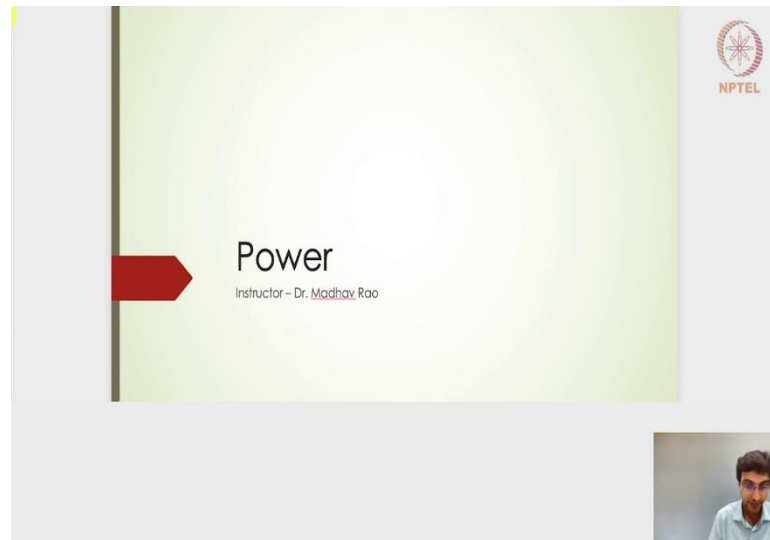 NPTEL
Power
Instructor – Dr. Madhav Rao